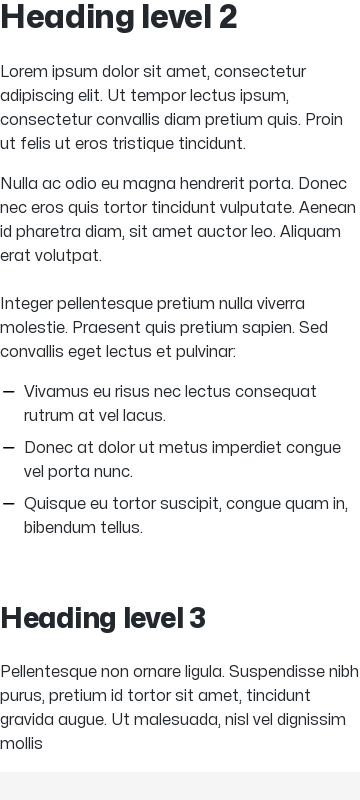 Heading level 2
Lorem ipsum dolor sit amet, consectetur
adipiscing elit. Ut tempor lectus ipsum,
consectetur convallis diam pretium quis. Proin
ut felis ut eros tristique tincidunt.
Nulla ac odio eu magna hendrerit porta. Donec
nec eros quis tortor tincidunt vulputate. Aenean
id pharetra diam, sit amet auctor leo. Aliquam
erat volutpat.
Integer pellentesque pretium nulla viverra
molestie. Praesent quis pretium sapien. Sed
convallis eget lectus et pulvinar:
— Vivamus eu risus nec lectus consequat
rutrum at vel lacus.
— Donec at dolor ut metus imperdiet congue
vel porta nunc.
— Quisque eu tortor suscipit, congue quam in,
bibendum tellus.
Heading level 3
Pellentesque non ornare ligula. Suspendisse nibh
purus, pretium id tortor sit amet, tincidunt
gravida augue. Ut malesuada, nisl vel dignissim
mollis